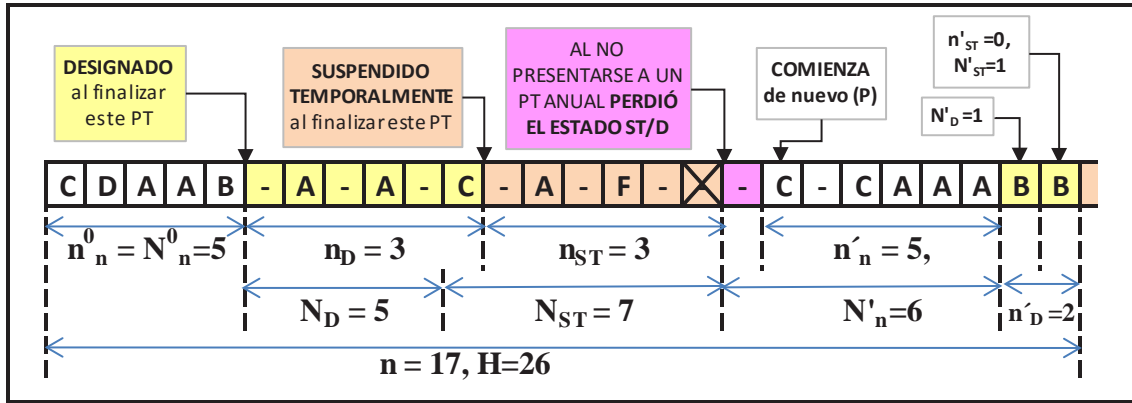 DESIGNADO
al finalizar
este PT
SUSPENDIDO
TEMPORALMENTE
al finalizar este PT
AL NO
PRESENTARSE A UN
PT ANUAL PERDIÓ
EL ESTADO ST/D
COMIENZA
de nuevo (P)
n'ST =0,
N'ST=1
N'D =1
C D A A B - A - A - C - A - F - X - C - C A A A B B
n⁰n = N⁰n=5
nD = 3
nST = 3
n´n = 5,
ND = 5
NST = 7
N'n=6
n´D =2
n = 17, H=26